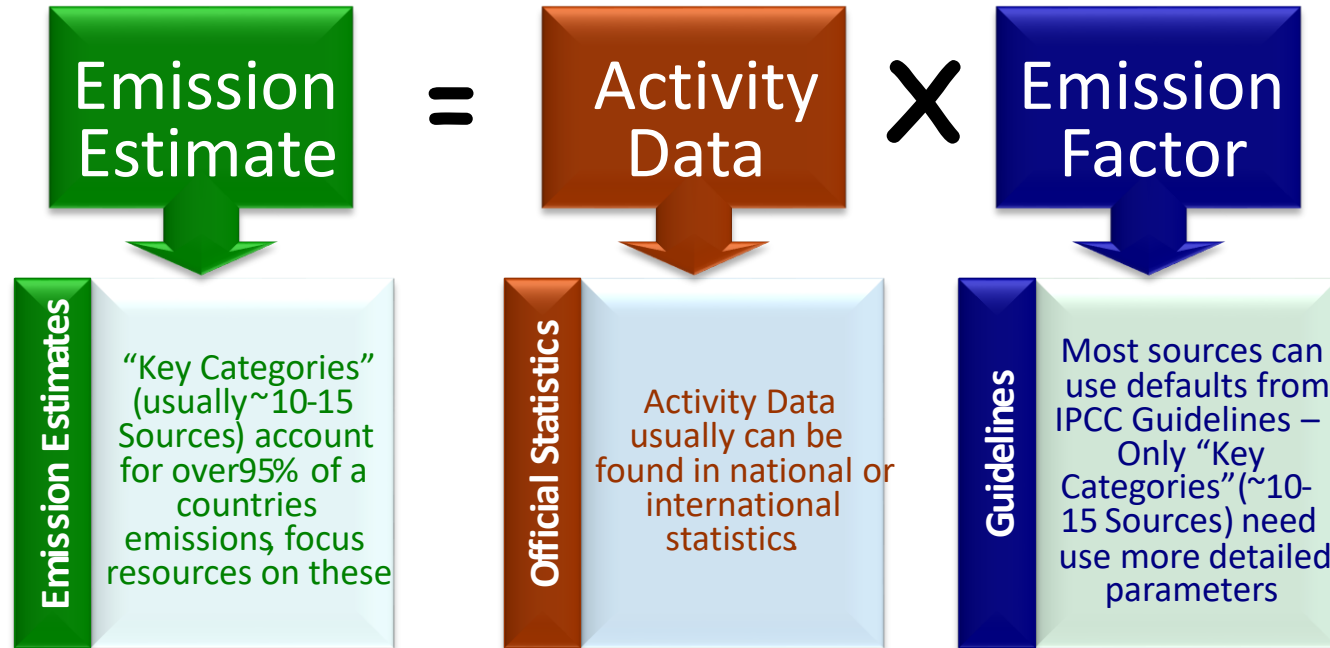 Emission
Estimate
=
Activity
Data
X
Emission
Factor
Emission Estimates
“Key Categories”
(usually ~10-15
Sources) account
for over95% of a
countries
emissions, focus
resources on these
Official Statistics
Activity Data
usually can be
found in national or
international
statistics.
Guidelines
Most sources can
use defaults from
IPCC Guidelines –
Only “Key
Categories”(~10-
15 Sources) need
use more detailed
parameters